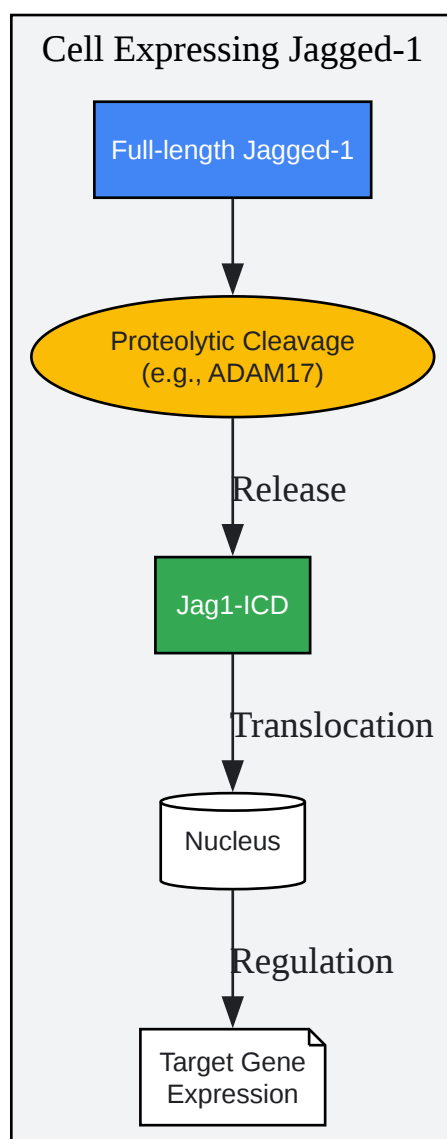 Cell Expressing Jagged-1
Full-length Jagged-1
Proteolytic Cleavage
(e.g., ADAM17)
Release
Jag1-ICD
Translocation
Nucleus
Regulation
Target Gene
Expression